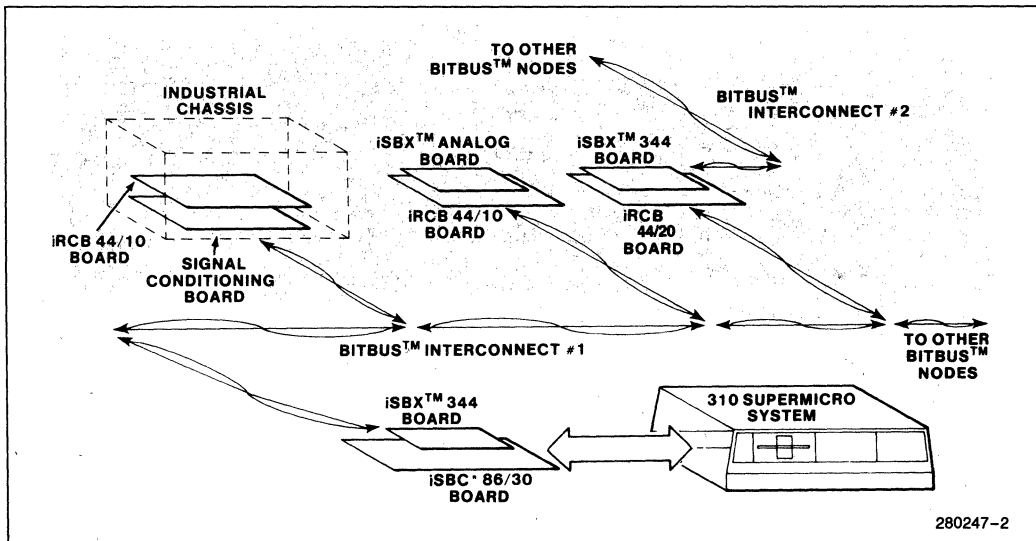 TO OTHER
BITBUS™ NODES
BITBUS™
INTERCONNECT #2
INDUSTRIAL
CHASSIS
iSBX™ ANALOG
BOARD
iSBX™ 344
BOARD
iRCB 44/10
BOARD
SIGNAL
CONDITIONING
BOARD
iRCB 44/10
BOARD
iRCB
44/20
BOARD
BITBUS™ INTERCONNECT #1
TO OTHER
BITBUS™
NODES
iSBX™ 344
BOARD
310 SUPERMICRO
SYSTEM
iSBC* 86/30
BOARD
280247-2